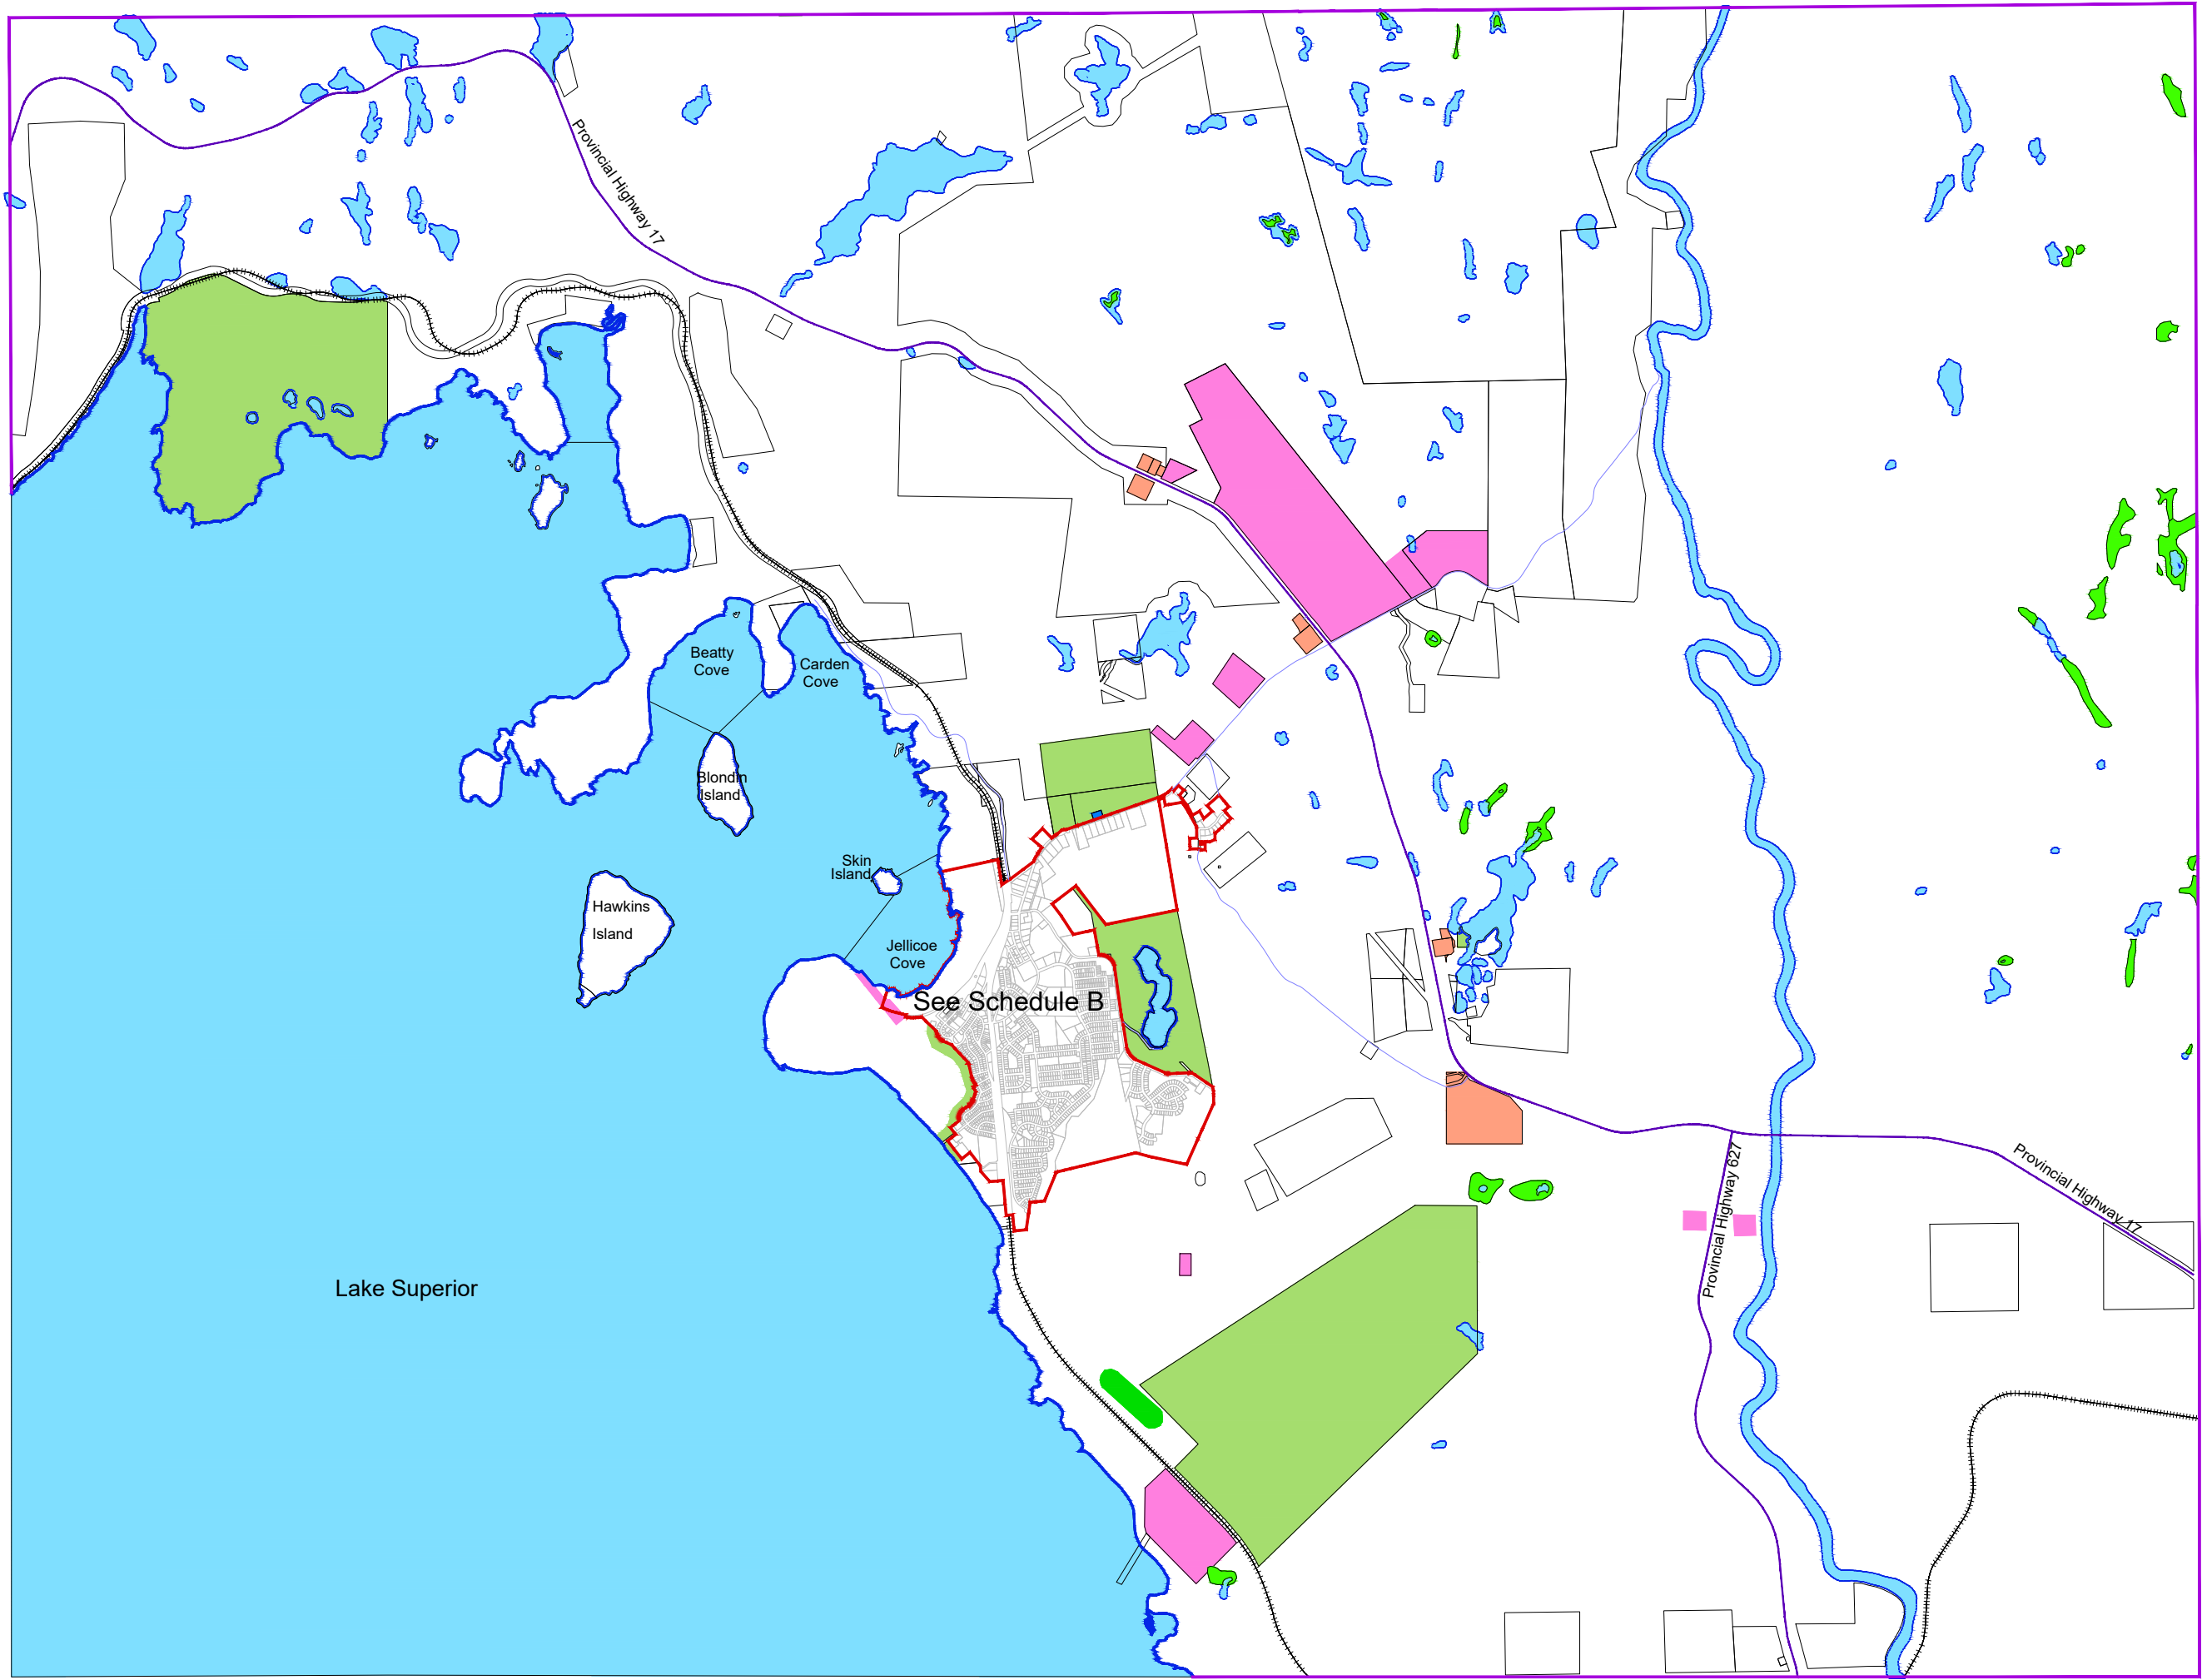 Provincial Highway 17
Beatty
Cove
Carden
Cove
Blondin
Island
Skin
Island
Hawkins
Island
Jellicoe
Cove
See Schedule B
Provincial Highway 627
Provincial Highway 17
Lake Superior